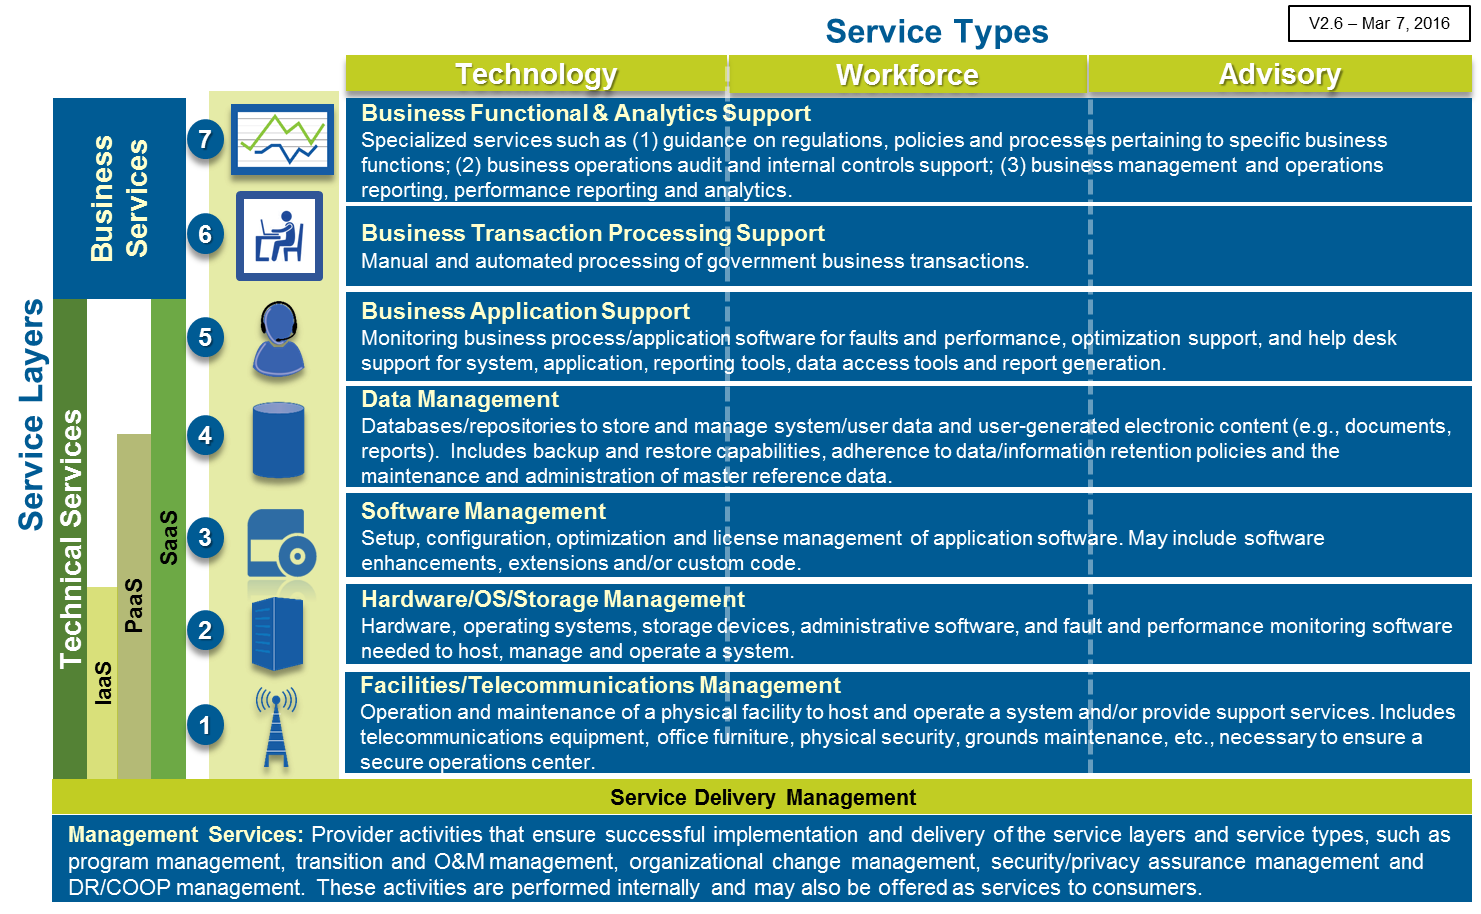 Service Types
V2.6 – Mar 7, 2016
Technology
Workforce
Advisory
Service Layers
Business
Services
Technical Services
IaaS
PaaS
SaaS
7
Business Functional & Analytics Support
Specialized services such as (1) guidance on regulations, policies and processes pertaining to specific business
functions; (2) business operations audit and internal controls support; (3) business management and operations
reporting, performance reporting and analytics.
6
Business Transaction Processing Support
Manual and automated processing of government business transactions.
5
Business Application Support
Monitoring business process/application software for faults and performance, optimization support, and help desk
support for system, application, reporting tools, data access tools and report generation.
4
Data Management
Databases/repositories to store and manage system/user data and user-generated electronic content (e.g., documents,
reports). Includes backup and restore capabilities, adherence to data/information retention policies and the
maintenance and administration of master reference data.
3
Software Management
Setup, configuration, optimization and license management of application software. May include software
enhancements, extensions and/or custom code.
2
Hardware/OS/Storage Management
Hardware, operating systems, storage devices, administrative software, and fault and performance monitoring software
needed to host, manage and operate a system.
1
Facilities/Telecommunications Management
Operation and maintenance of a physical facility to host and operate a system and/or provide support services. Includes
telecommunications equipment, office furniture, physical security, grounds maintenance, etc., necessary to ensure a
secure operations center.
Service Delivery Management
Management Services: Provider activities that ensure successful implementation and delivery of the service layers and service types, such as
program management, transition and O&M management, organizational change management, security/privacy assurance management and
DR/COOP management. These activities are performed internally and may also be offered as services to consumers.